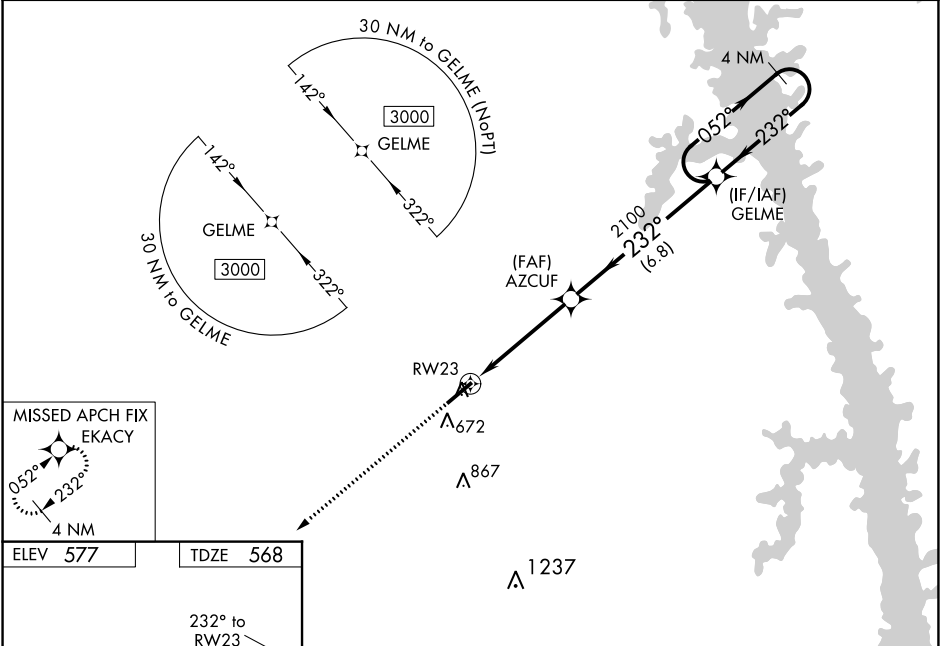 30 NM to GELME (NoPT)
142°
3000
GELME
322°
142°
GELME
3000
322°
30 NM to GELME
4 NM
052°
232°
(IF/IAF)
GELME
2100
232°
(6.8)
(FAF)
AZCUF
RW23
672
867
1237
MISSED APCH FIX
EKACY
052°
232°
4 NM
ELEV 577
TDZE 568
232° to
RW23